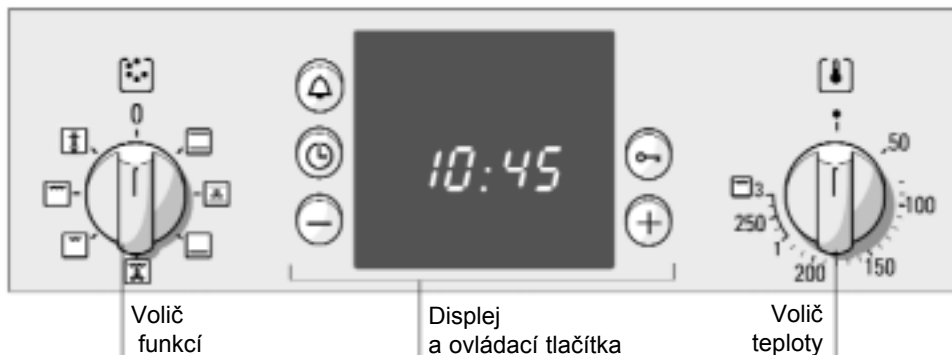 0
10:45
50
100
150
200
250
1
3
Volič
funkcí
Displej
a ovládací tlačítka
Volič
teploty